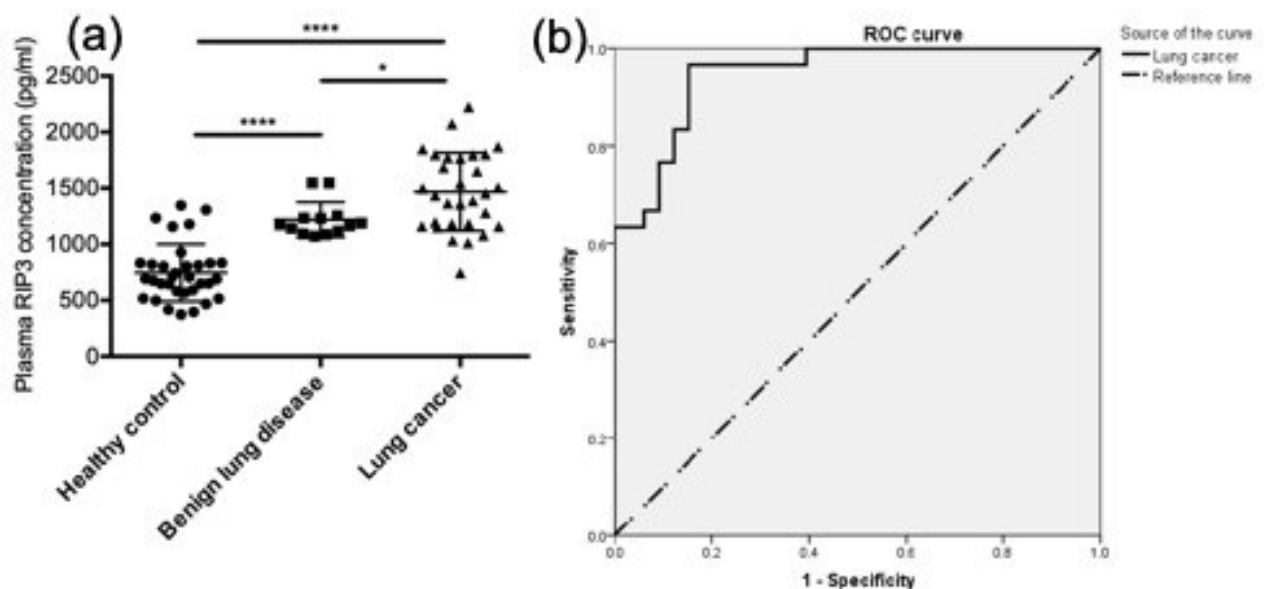 (a)
****
*
****
Plasma RIP3 concentration (pg/ml)
2500
2000
1500
1000
500
0
Healthy control
Benign lung disease
Lung cancer
(b)
ROC curve
Source of the curve
Lung cancer
Reference line
Sensitivity
1.0
0.8
0.6
0.4
0.2
0.0
0.0 0.2 0.4 0.6 0.8 1.0
1 - Specificity